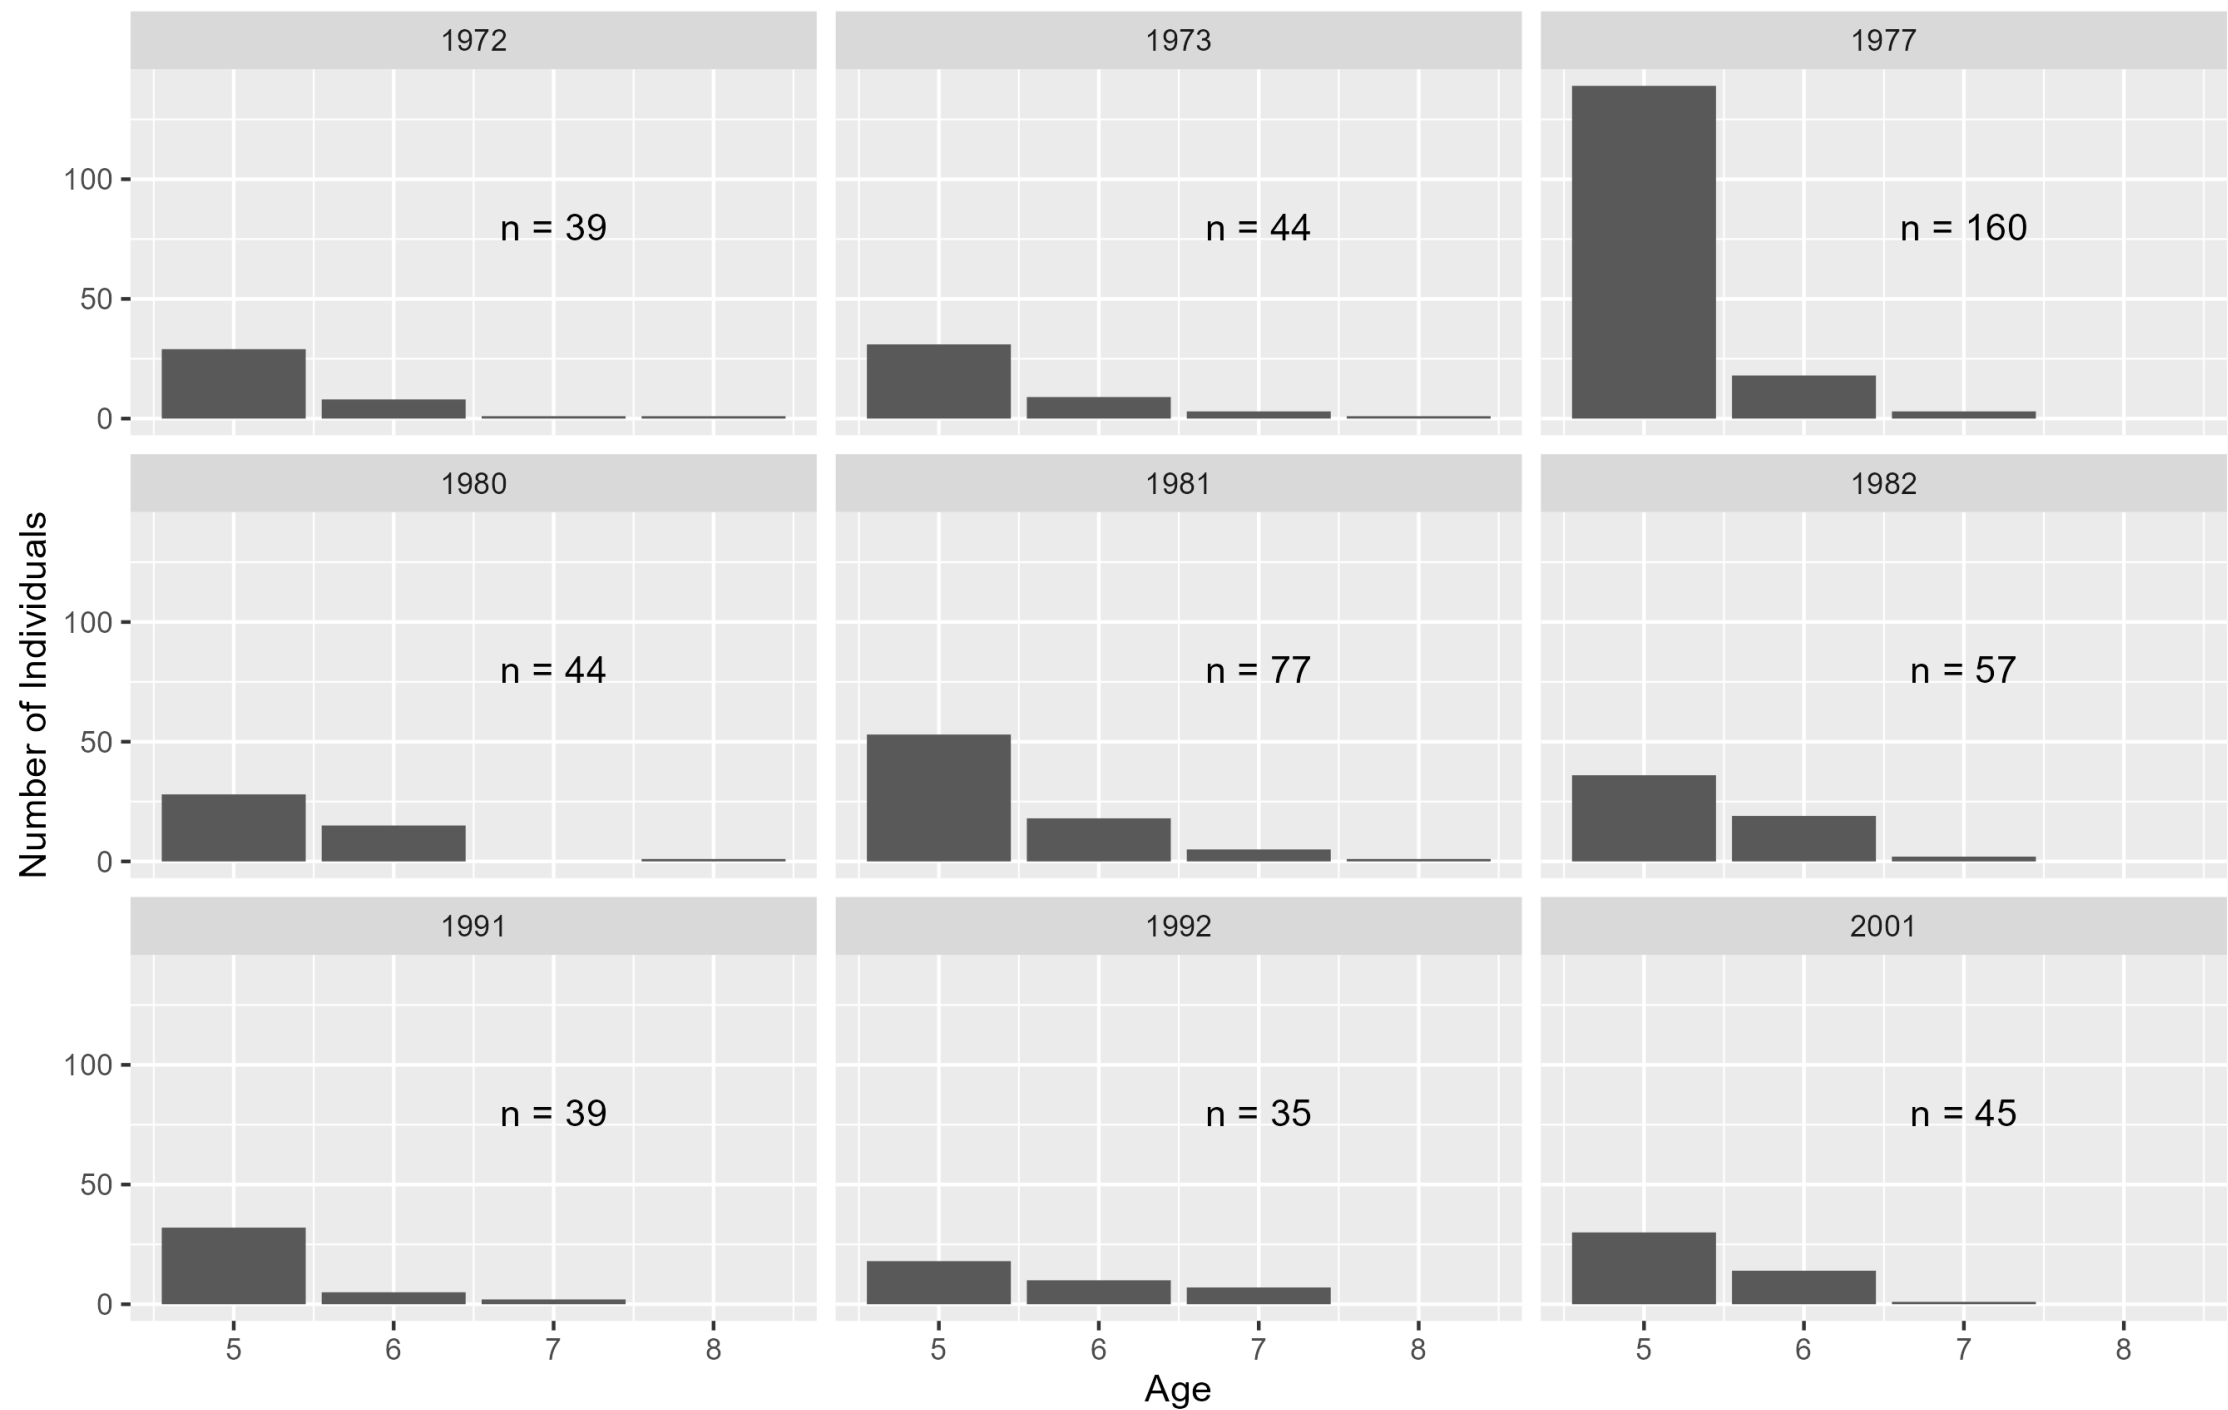 1972 1973 1977
100
n = 39 n = 44 n = 160
50
0
1980 1981 1982
100
n = 44 n = 77 n = 57
50
0
Number of Individuals
1991 1992 2001
100
n = 39 n = 35 n = 45
50
0
5 6 7 8 5 6 7 8 5 6 7 8
Age